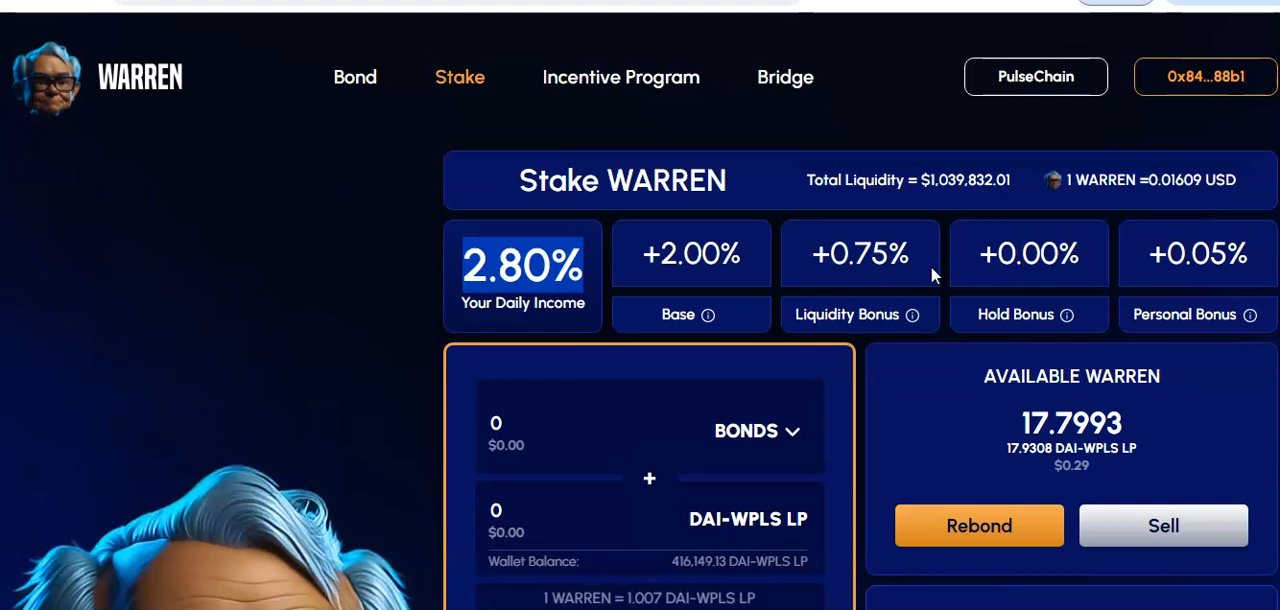 WARREN
Bond
Stake
Incentive Program
Bridge
PulseChain
0x84...88b1
Stake WARREN
Total Liquidity = $1,039,832.01
1 WARREN =0.01609 USD
2.80%
Your Daily Income
+2.00%
Base
+0.75%
Liquidity Bonus
+0.00%
Hold Bonus
+0.05%
Personal Bonus
0
$0.00
BONDS
+
0
$0.00
DAI-WPLS LP
Wallet Balance:
416,149.13 DAI-WPLS LP
1 WARREN = 1.007 DAI-WPLS LP
AVAILABLE WARREN
17.7993
17.9308 DAI-WPLS LP
$0.29
Rebond
Sell